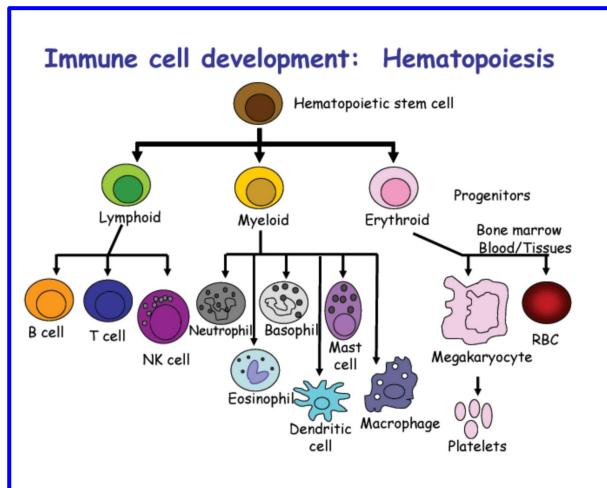 Immune cell development: Hematopoiesis
Hematopoietic stem cell
Lymphoid
Myeloid
Erythroid
Progenitors
Bone marrow
Blood/Tissues
B cell
T cell
NK cell
Neutrophil
Basophil
Mast
cell
Megakaryocyte
RBC
Eosinophil
Dendritic
cell
Macrophage
Platelets